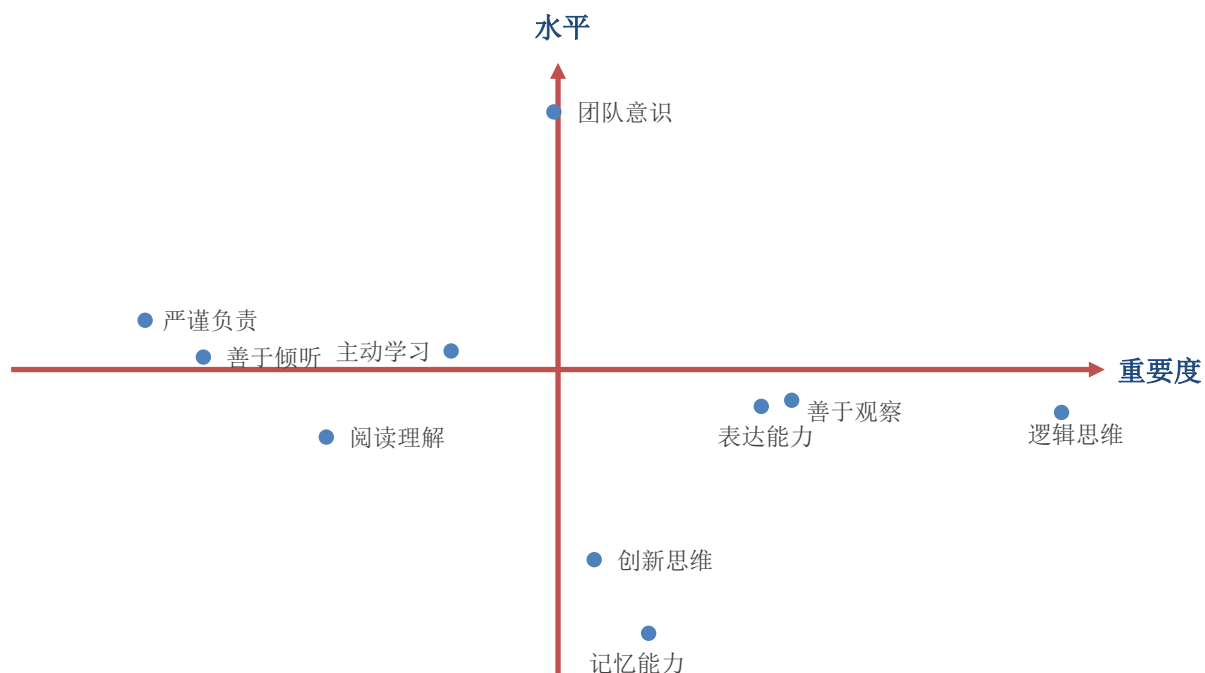 水平
团队意识
严谨负责
善于倾听
主动学习
重要度
善于观察
表达能力
逻辑思维
阅读理解
创新思维
记忆能力